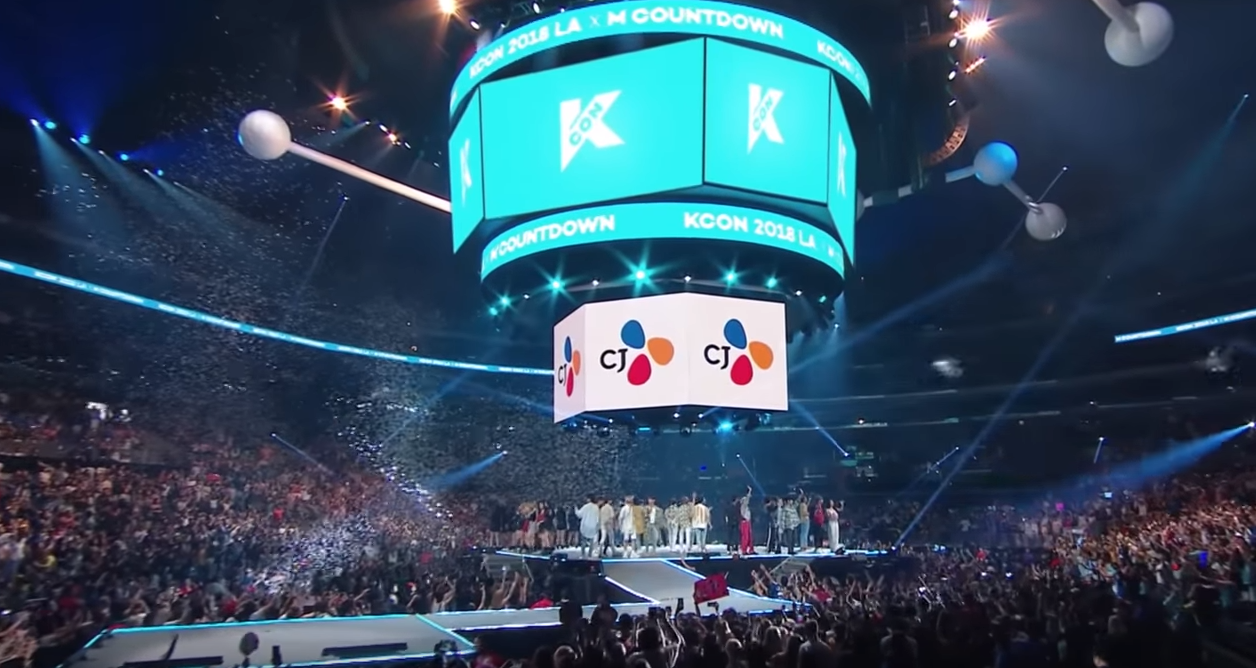 KCON 2018 LA x M COUNTDOWN
KCON
KCON
KCON
K
M COUNTDOWN
KCON 2018 LA
CJ
CJ
CJ